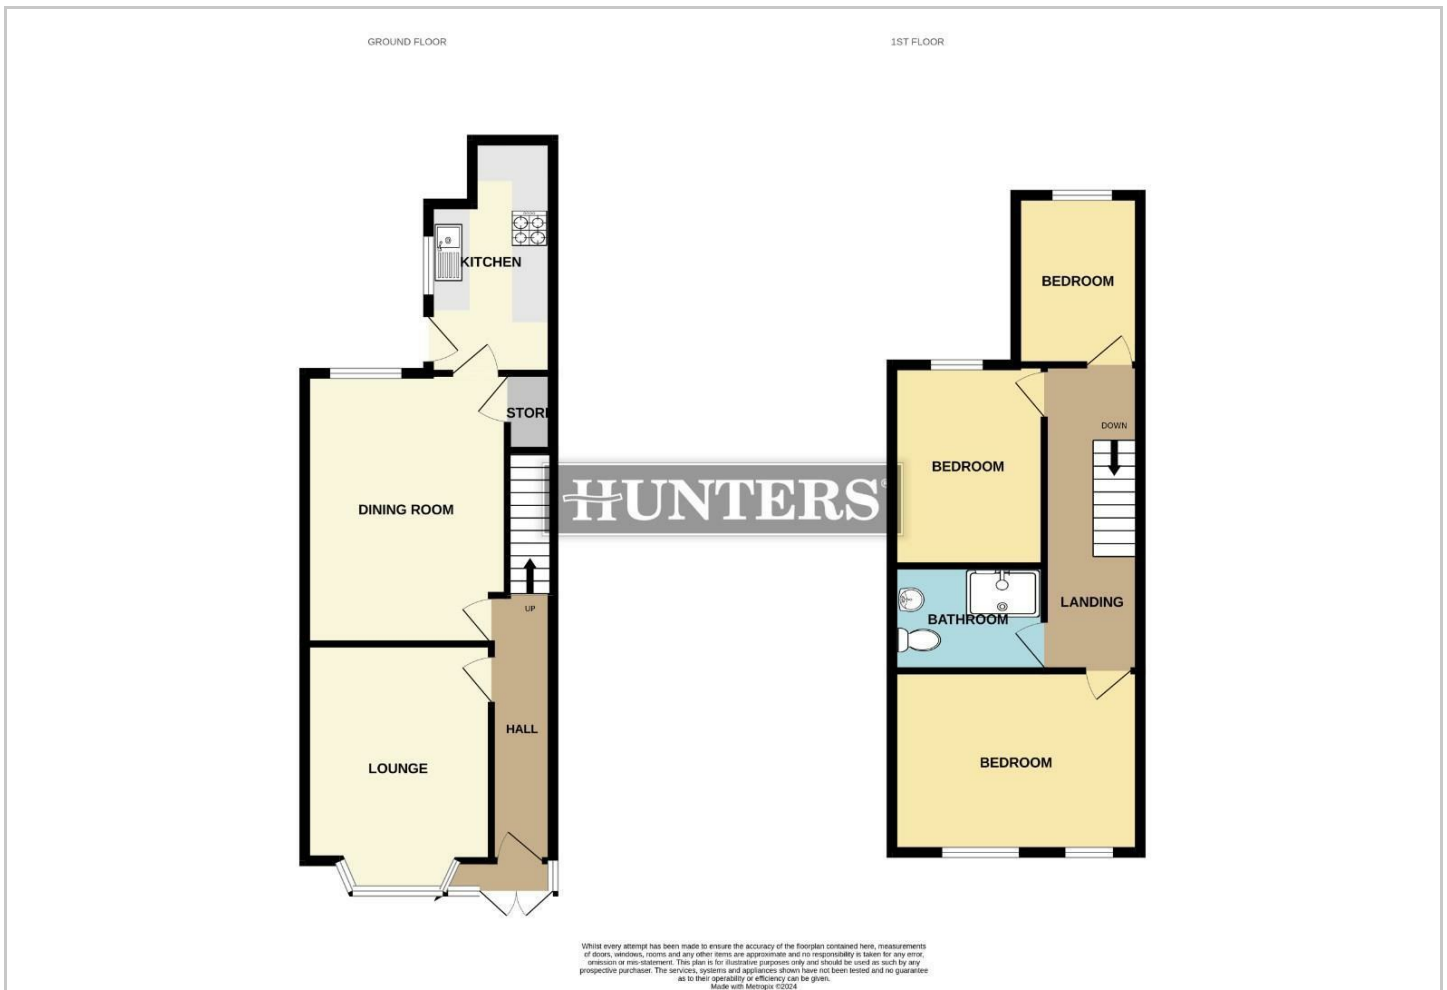 GROUND FLOOR
1ST FLOOR
KITCHEN
STOR
DINING ROOM
UP
HALL
LOUNGE
HUNTERS®
BEDROOM
DOWN
BEDROOM
LANDING
BATHROOM
BEDROOM
Whilst every attempt has been made to ensure the accuracy of the floorplan contained here, measurements
of doors, windows, rooms and any other items are approximate and no responsibility is taken for any error,
omission or mis-statement. This plan is for illustrative purposes only and should be used as such by any
prospective purchaser. The services, systems and appliances shown have not been tested and no guarantee
as to their operability or efficiency can be given.
Made with Metropix ©2024